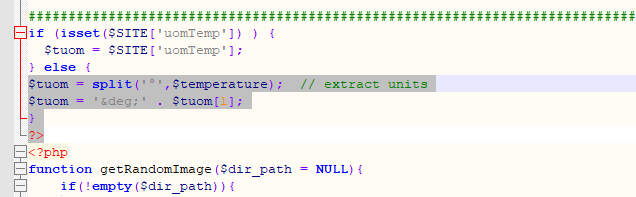 ################################################################################
if (isset($SITE['uomTemp']) ) {
  $tuom = $SITE['uomTemp'];
} else {
$tuom = split('°',$temperature);  // extract units
$tuom = '&deg;' . $tuom[1];
}
?>
<?php
function getRandomImage($dir_path = NULL){
    if(!empty($dir_path)){